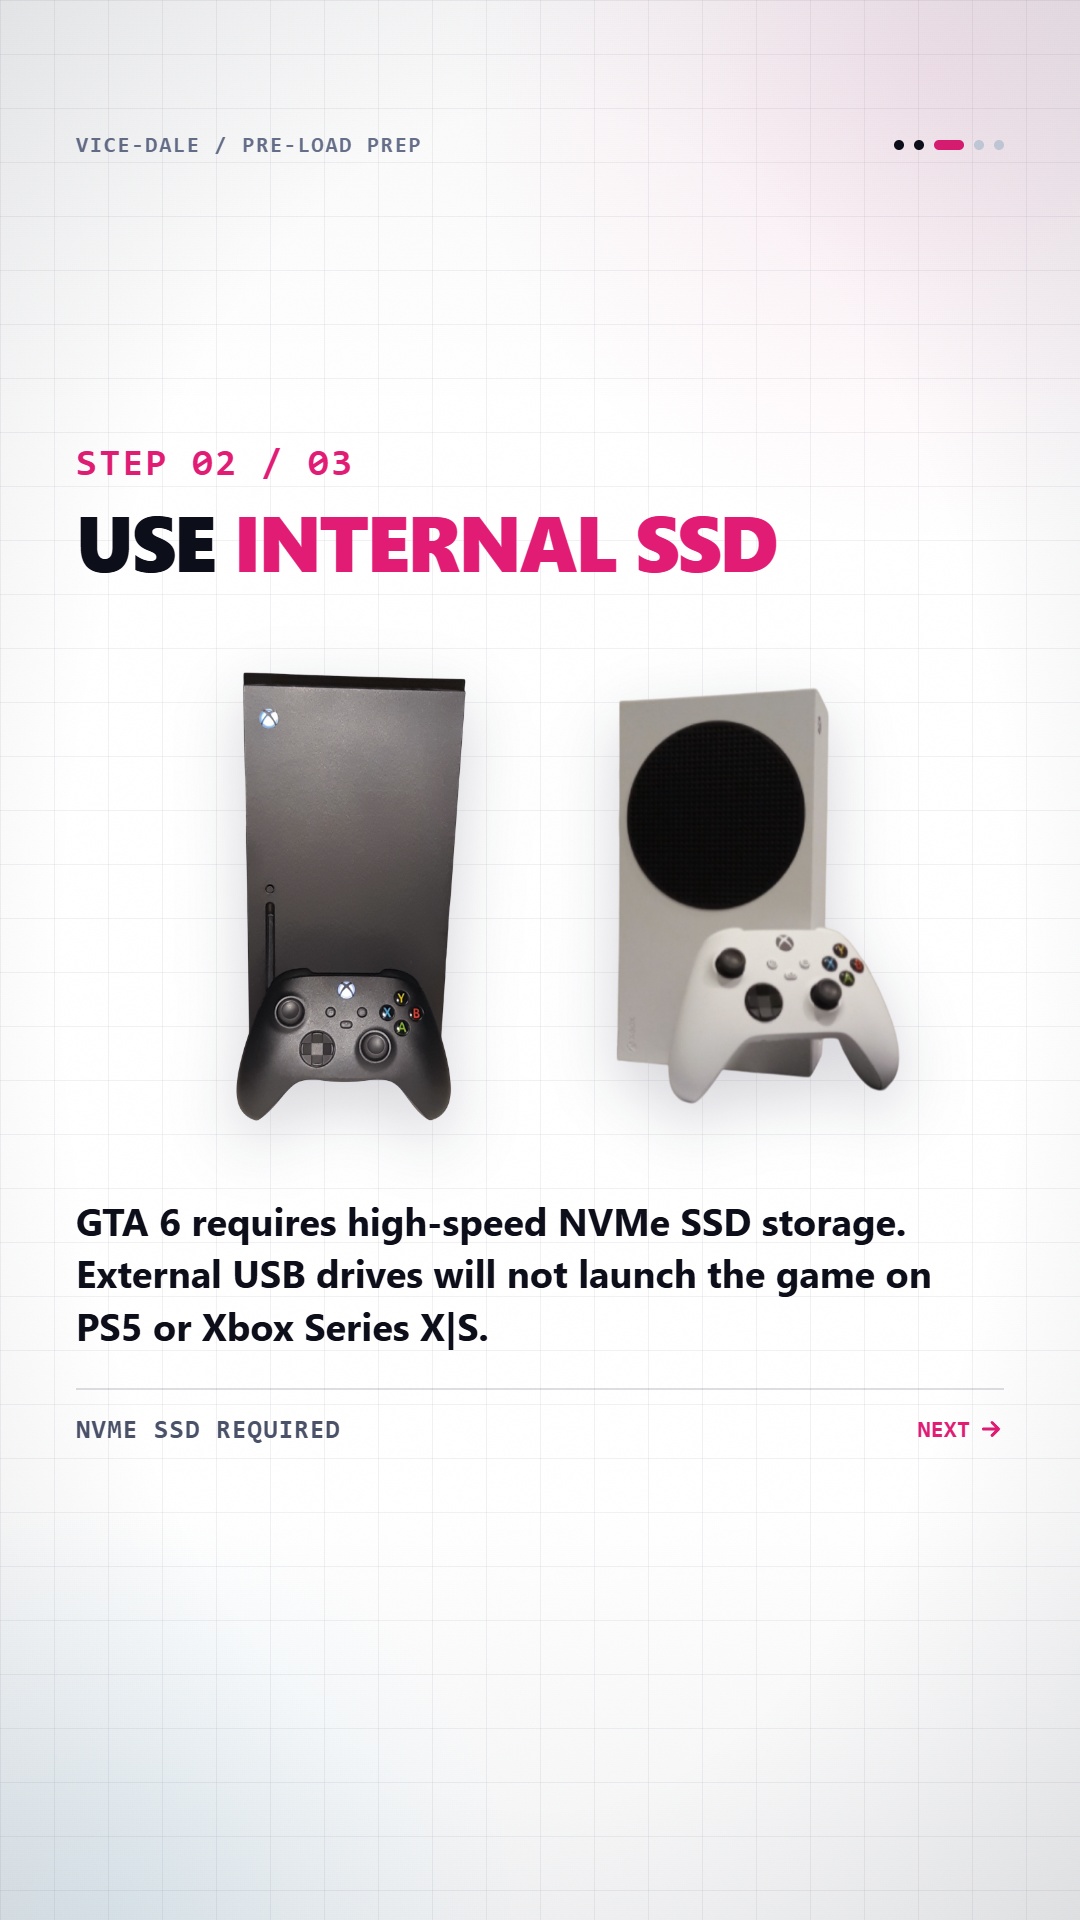 VICE-DALE / PRE-LOAD PREP
STEP 02 / 03
USE INTERNAL SSD
Y
X B
A
Y
X B
A
GTA 6 requires high-speed NVMe SSD storage.
External USB drives will not launch the game on
PS5 or Xbox Series X|S.
NVME SSD REQUIRED
NEXT →